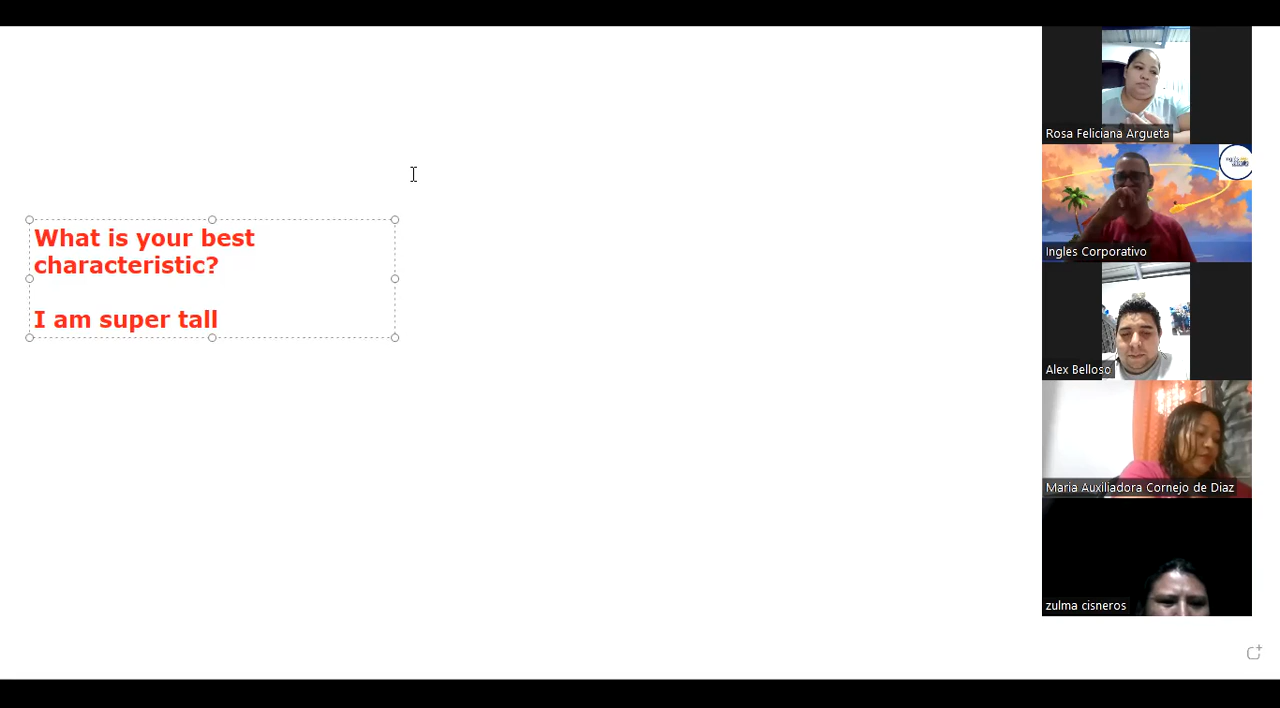 What is your best
characteristic?
I am super tall
Rosa Feliciana Argueta
Ingles Corporativo
Alex Belloso
Maria Auxiliadora Cornejo de Diaz
zulma cisneros